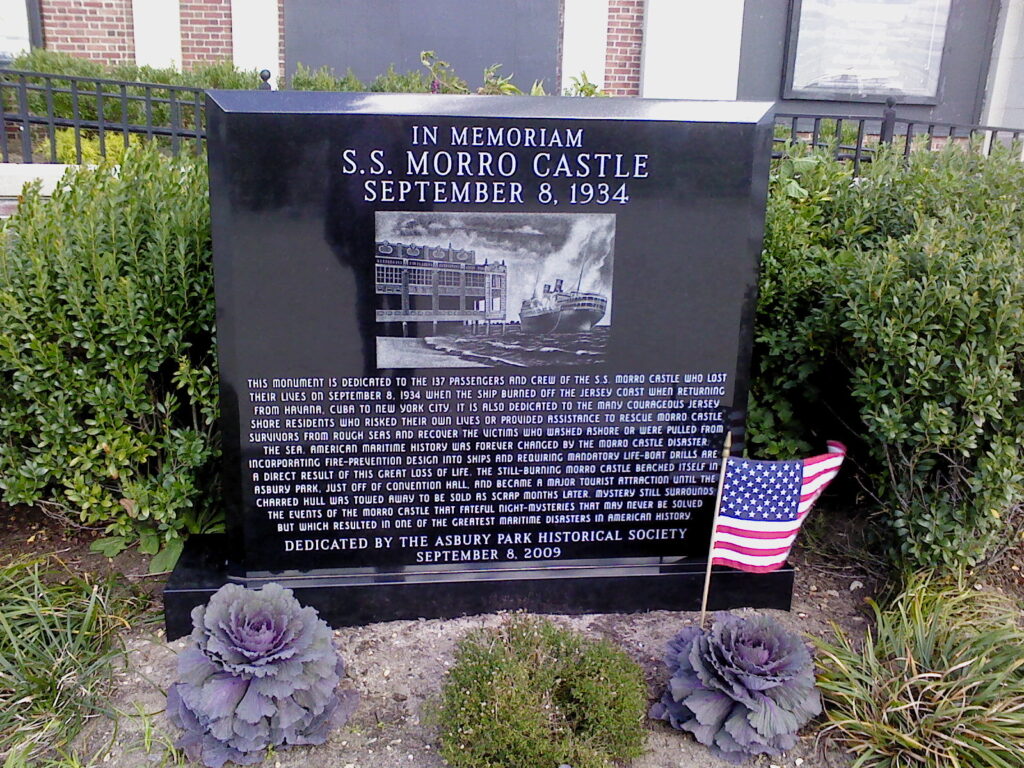 IN MEMORIAM
S.S. MORRO CASTLE
SEPTEMBER 8, 1934
THIS MONUMENT IS DEDICATED TO THE 137 PASSENGERS AND CREW OF THE S.S. MORRO CASTLE WHO LOST
THEIR LIVES ON SEPTEMBER 8, 1934 WHEN THE SHIP BURNED OFF THE JERSEY COAST WHEN RETURNING
FROM HAVANA, CUBA TO NEW YORK CITY. IT IS ALSO DEDICATED TO THE MANY COURAGEOUS JERSEY
SHORE RESIDENTS WHO RISKED THEIR OWN LIVES OR PROVIDED ASSISTANCE TO RESCUE MORRO CASTLE
SURVIVORS FROM ROUGH SEAS AND RECOVER THE VICTIMS WHO WASHED ASHORE OR WERE PULLED FROM
THE SEA. AMERICAN MARITIME HISTORY WAS FOREVER CHANGED BY THE MORRO CASTLE DISASTER;
INCORPORATING FIRE-PREVENTION DESIGN INTO SHIPS AND REQUIRING MANDATORY LIFE-BOAT DRILLS ARE
A DIRECT RESULT OF THIS GREAT LOSS OF LIFE. THE STILL-BURNING MORRO CASTLE BEACHED ITSELF IN
ASBURY PARK, JUST OFF OF CONVENTION HALL, AND BECAME A MAJOR TOURIST ATTRACTION UNTIL THE
CHARRED HULL WAS TOWED AWAY TO BE SOLD AS SCRAP MONTHS LATER. MYSTERY STILL SURROUNDS
THE EVENTS OF THE MORRO CASTLE THAT FATEFUL NIGHT-MYSTERIES THAT MAY NEVER BE SOLVED
BUT WHICH RESULTED IN ONE OF THE GREATEST MARITIME DISASTERS IN AMERICAN HISTORY.
DEDICATED BY THE ASBURY PARK HISTORICAL SOCIETY
SEPTEMBER 8, 2009